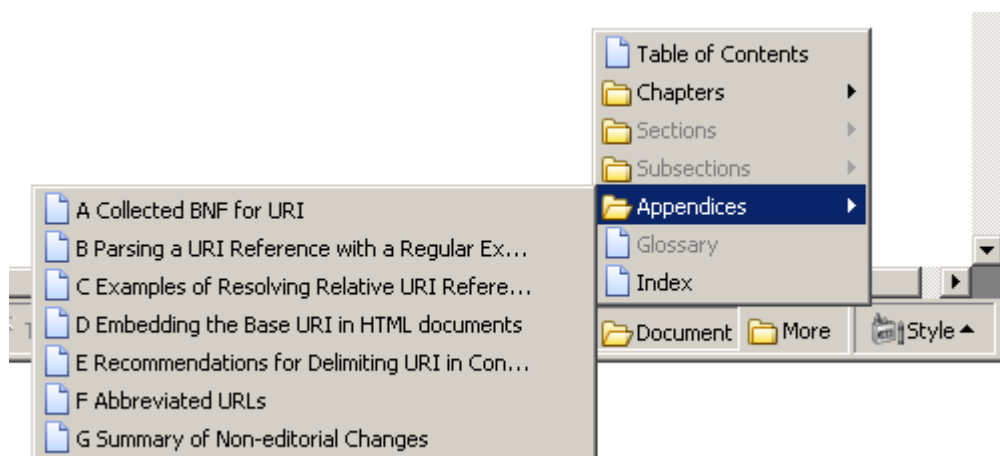 Table of Contents
Chapters
Sections
Subsections
Appendices
Glossary
Index
A Collected BNF for URI
B Parsing a URI Reference with a Regular Ex...
C Examples of Resolving Relative URI Refere...
D Embedding the Base URI in HTML documents
E Recommendations for Delimiting URI in Con...
F Abbreviated URLs
G Summary of Non-editorial Changes
Document More Style